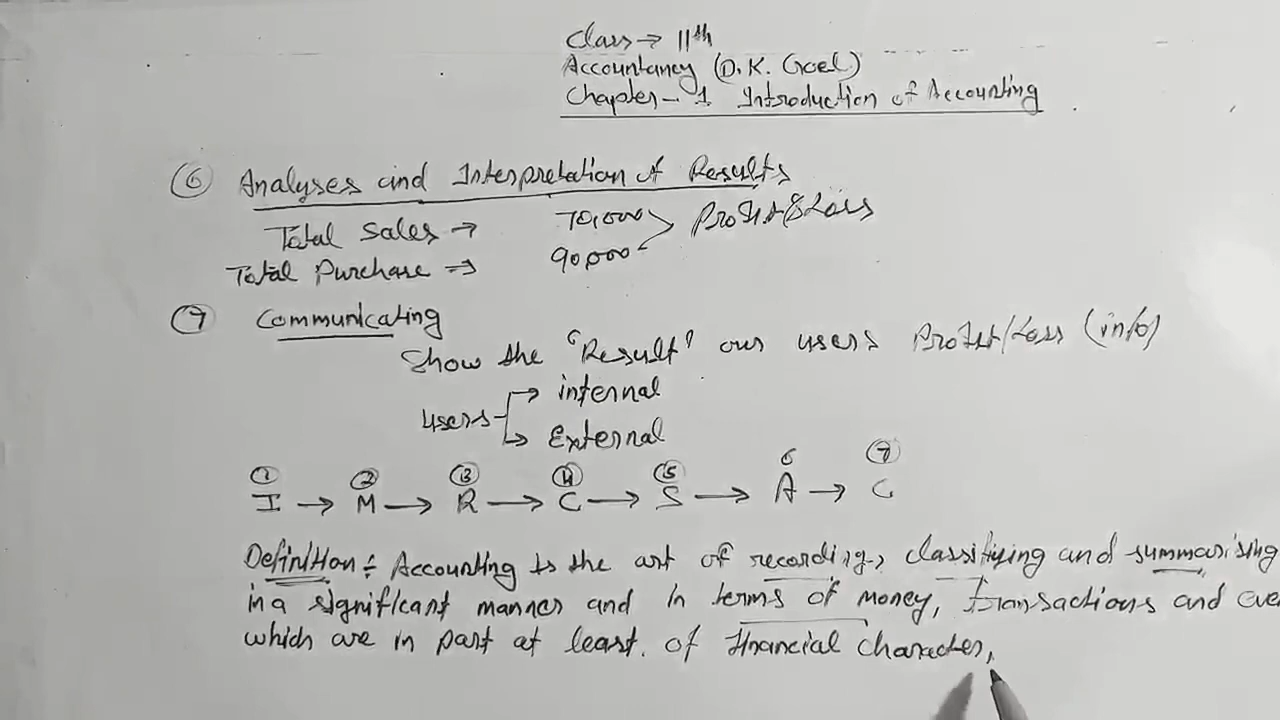 Class → 11th
Accountancy (D.K. Goel)
Chapter - 1 Introduction of Accounting
⑥ Analyses and Interpretation of Results
Total Sales → 70,000
Profit & Loss
Total Purchase → 90,000
⑦ Communicating
Show the "Result" our users Profit/Loss (info)
users → internal
→ External
① ② ③ ④ ⑤ 6 ⑦
I → M → R → C → S → A → C
Definition ÷ Accounting is the art of recording, classifying and summarising
in a significant manner and in terms of money, transactions and eve
which are in part at least. of financial character,